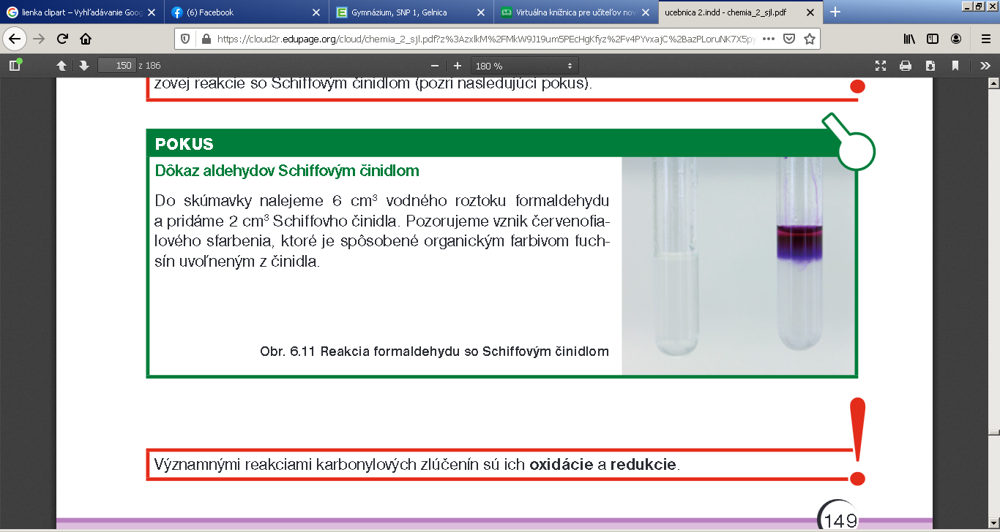 lienka clipart – Vyhľadávanie Goog
(6) Facebook
Gymnázium, SNP 1, Gelnica
Virtuálna knižnica pre učiteľov nov
ucebnica 2.indd - chemia_2_sjl.pdf
https://cloud2r.edupage.org/cloud/chemia_2_sjl.pdf?z%3AzxlkM%2FMkW9J19um5PEcHgKfyz%2Fv4PYvxajC%2BazPLoruNK7X5py
150 z 186
180 %
zovej reakcie so Schiffovým činidlom (pozri nasledujúci pokus).
POKUS
Dôkaz aldehydov Schiffovým činidlom
Do skúmavky nalejeme 6 cm³ vodného roztoku formaldehydu
a pridáme 2 cm³ Schiffovho činidla. Pozorujeme vznik červenofia-
lového sfarbenia, ktoré je spôsobené organickým farbivom fuch-
sín uvoľneným z činidla.
Obr. 6.11 Reakcia formaldehydu so Schiffovým činidlom
Významnými reakciami karbonylových zlúčenín sú ich oxidácie a redukcie.
149